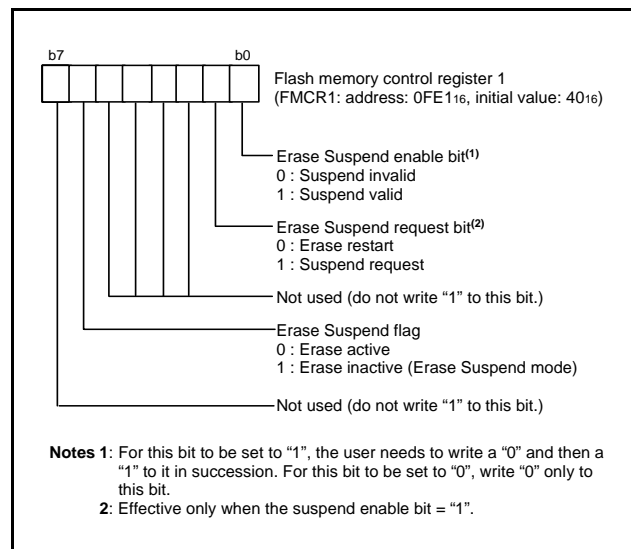 b7 b0
Flash memory control register 1
(FMCR1: address: 0FE116, initial value: 4016)
Erase Suspend enable bit(1)
0 : Suspend invalid
1 : Suspend valid
Erase Suspend request bit(2)
0 : Erase restart
1 : Suspend request
Not used (do not write “1” to this bit.)
Erase Suspend flag
0 : Erase active
1 : Erase inactive (Erase Suspend mode)
Not used (do not write “1” to this bit.)
Notes 1: For this bit to be set to “1”, the user needs to write a “0” and then a
“1” to it in succession. For this bit to be set to “0”, write “0” only to
this bit.
2: Effective only when the suspend enable bit = “1”.